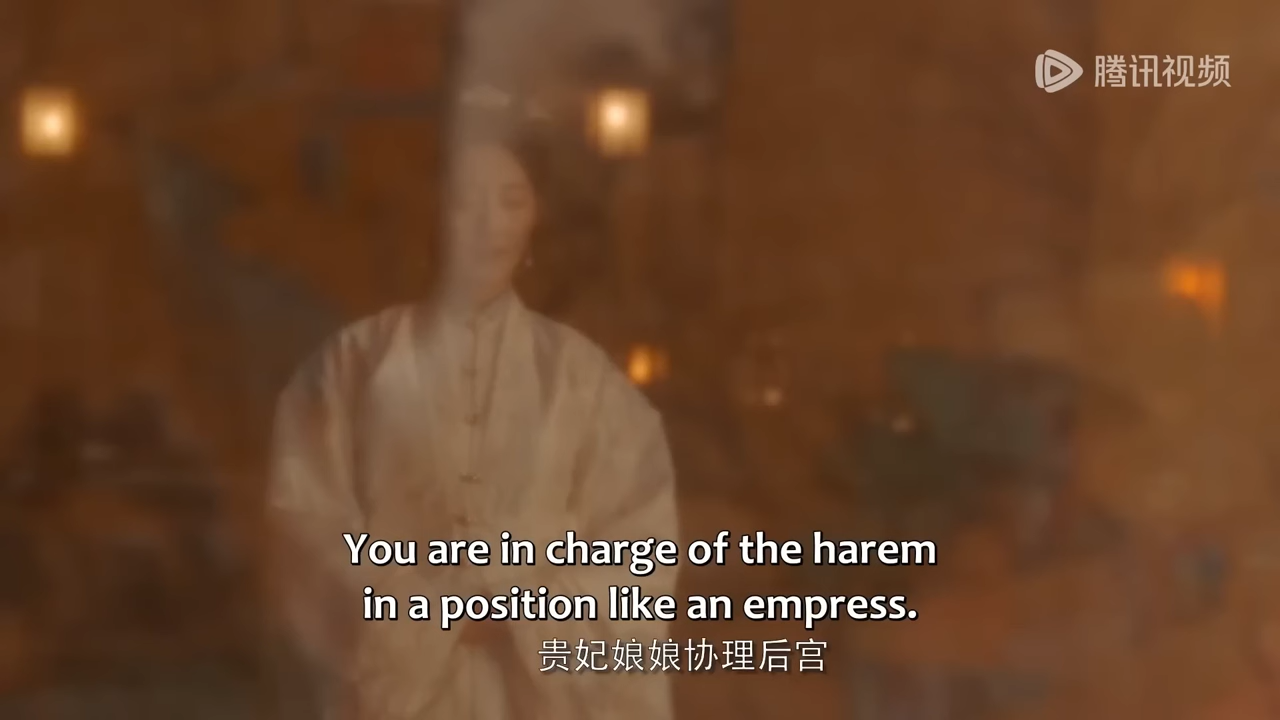 腾讯视频
You are in charge of the harem
in a position like an empress.
贵妃娘娘协理后宫